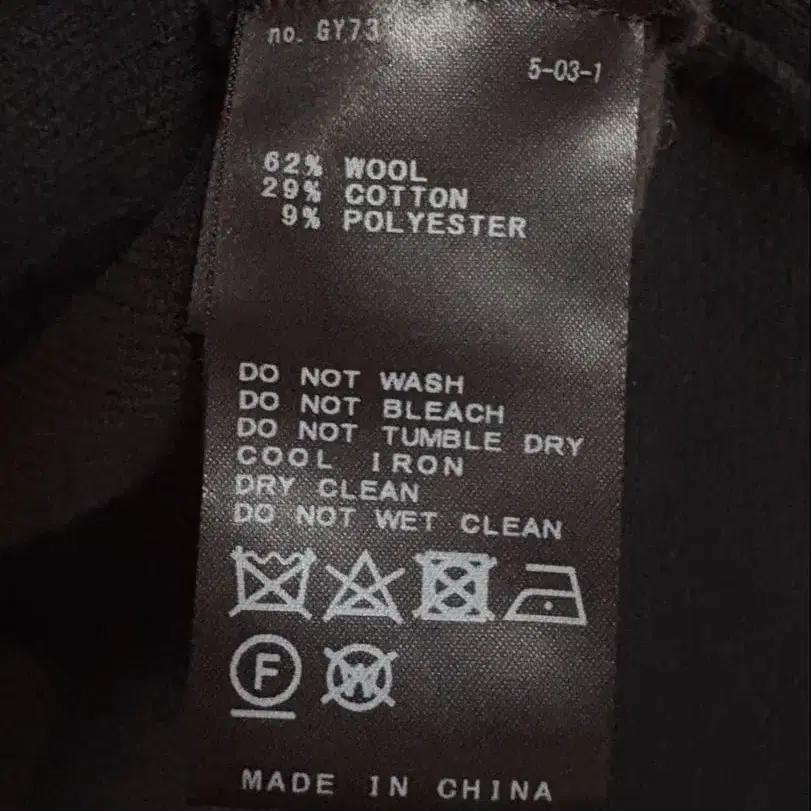 no. GY73
5-03-1
62% WOOL
29% COTTON
9% POLYESTER
DO NOT WASH
DO NOT BLEACH
DO NOT TUMBLE DRY
COOL IRON
DRY CLEAN
DO NOT WET CLEAN
F W
MADE IN CHINA